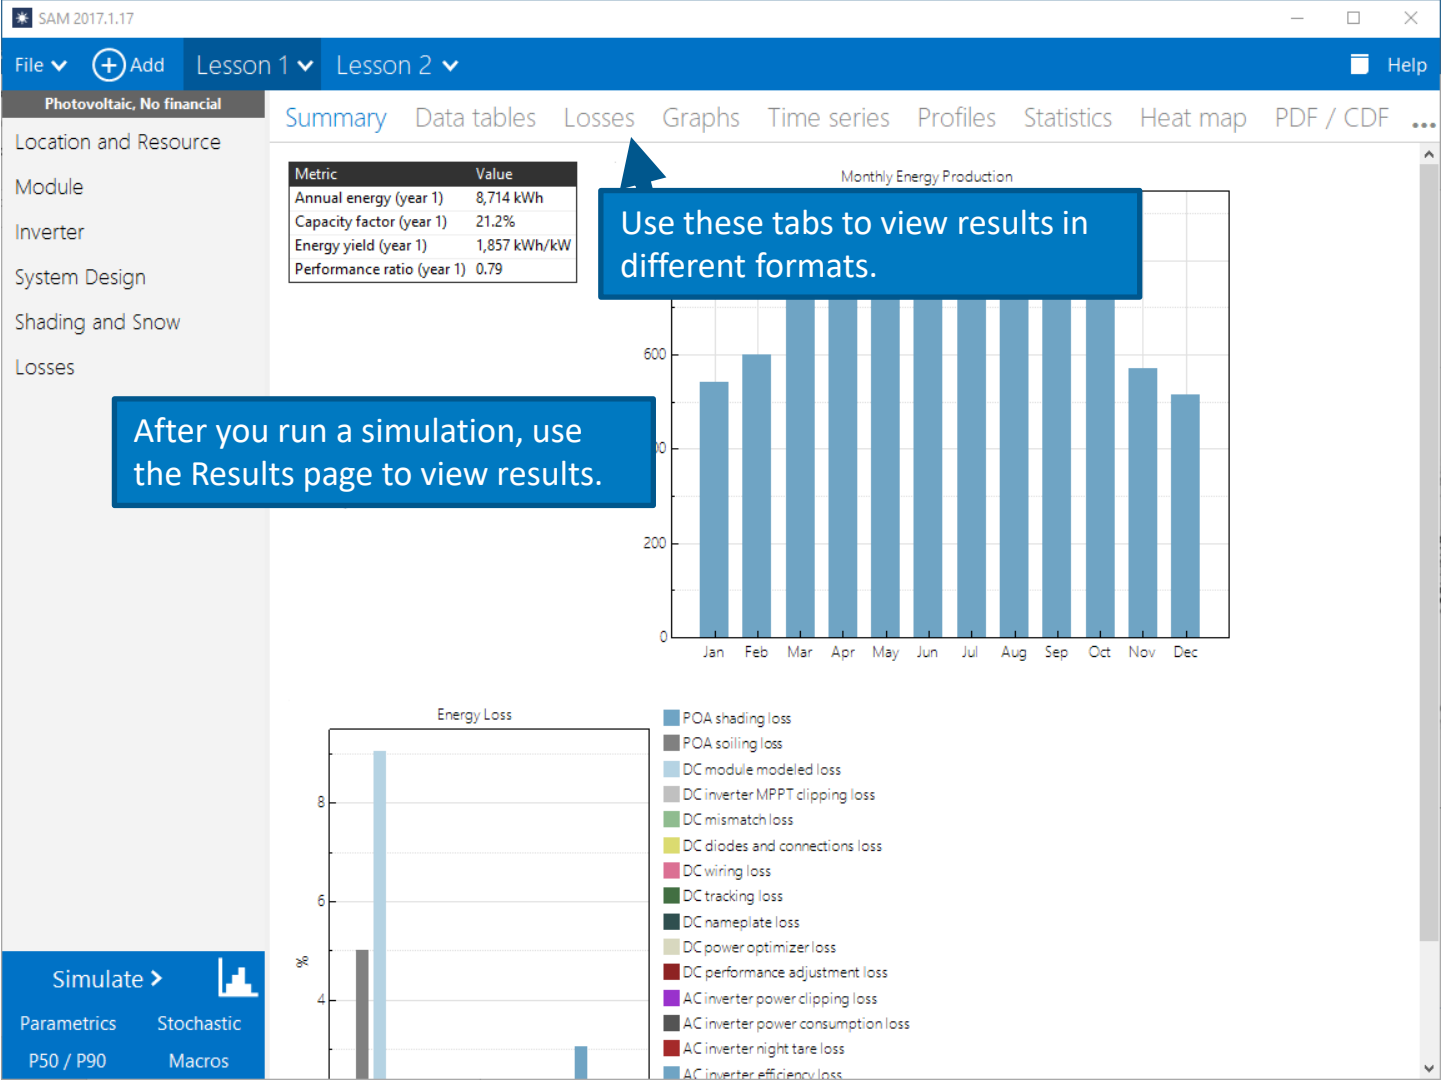 SAM 2017.1.17
File Add Lesson 1 Lesson 2 Help
Photovoltaic, No financial
Location and Resource
Module
Inverter
System Design
Shading and Snow
Losses
Summary Data tables Losses Graphs Time series Profiles Statistics Heat map PDF / CDF ...
Metric Value
Annual energy (year 1) 8,714 kWh
Capacity factor (year 1) 21.2%
Energy yield (year 1) 1,857 kWh/kW
Performance ratio (year 1) 0.79
Monthly Energy Production
Use these tabs to view results in
different formats.
After you run a simulation, use
the Results page to view results.
600
200
0
Jan Feb Mar Apr May Jun Jul Aug Sep Oct Nov Dec
Energy Loss
8
6
4
%
POA shading loss
POA soiling loss
DC module modeled loss
DC inverter MPPT clipping loss
DC mismatch loss
DC diodes and connections loss
DC wiring loss
DC tracking loss
DC nameplate loss
DC power optimizer loss
DC performance adjustment loss
AC inverter power clipping loss
AC inverter power consumption loss
AC inverter night tare loss
AC inverter efficiency loss
Simulate >
Parametrics Stochastic
P50 / P90 Macros